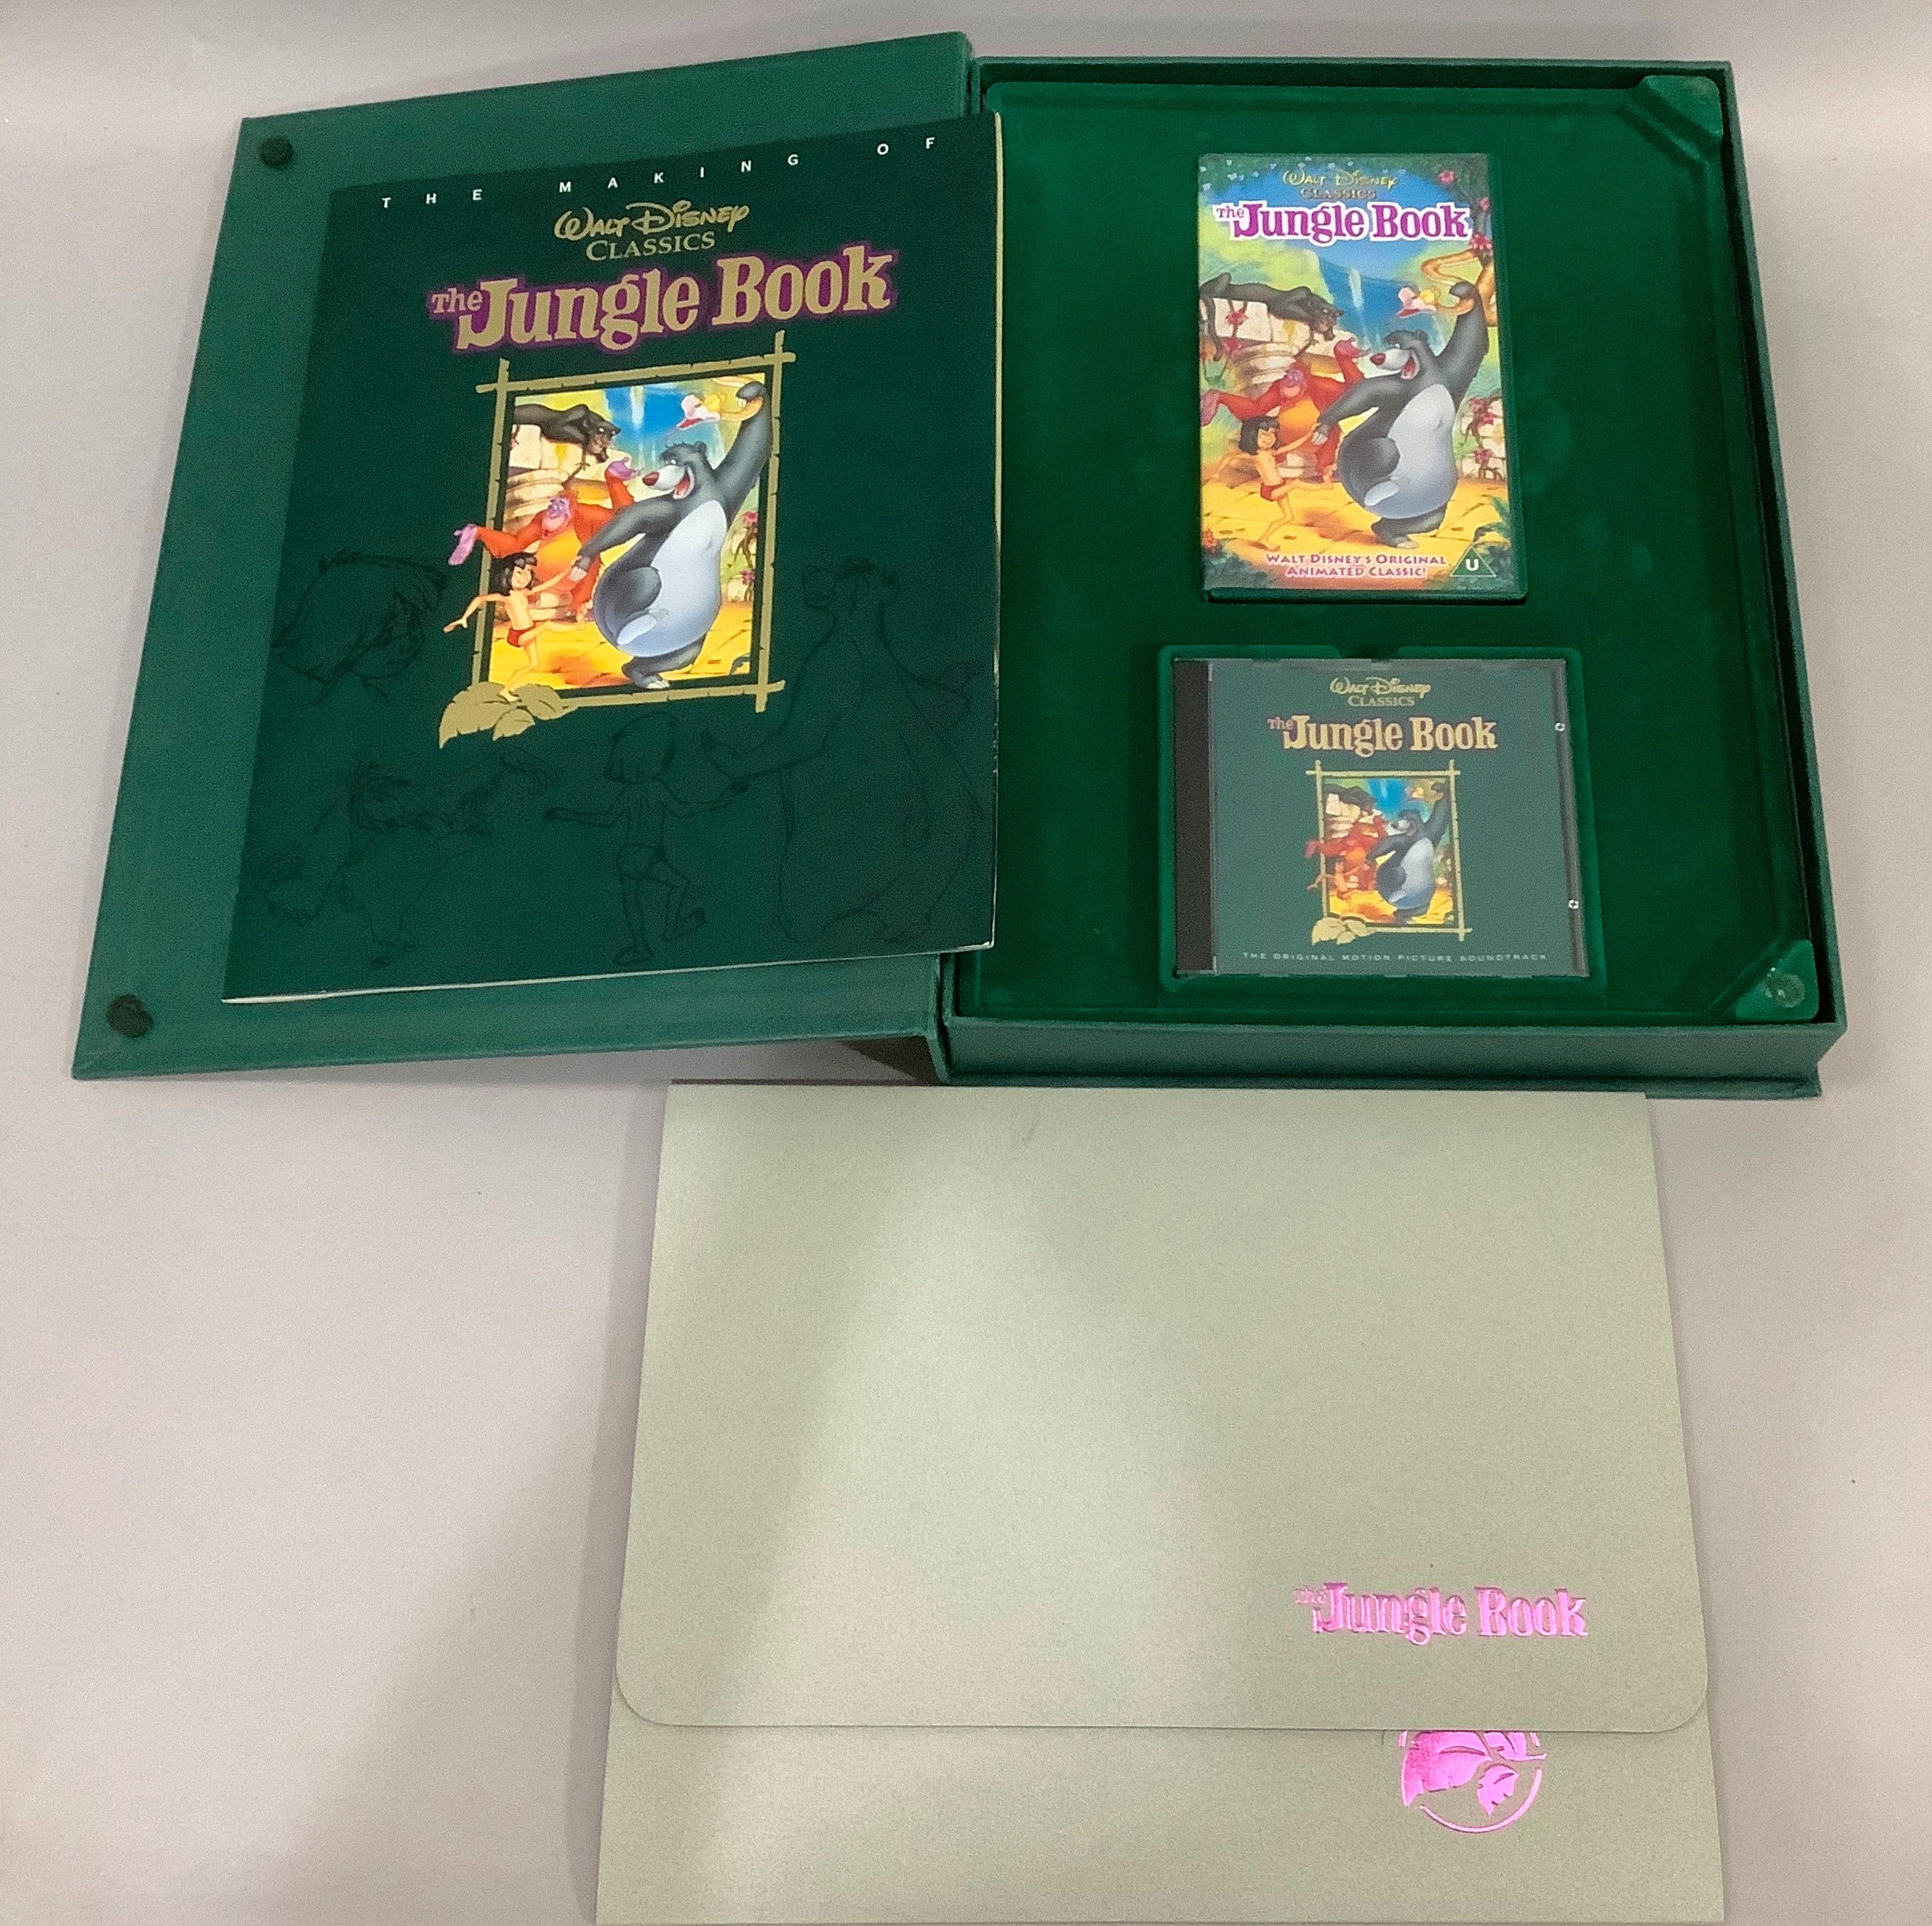 THE MAKING OF
WALT DISNEY
CLASSICS
The Jungle Book
WALT DISNEY
CLASSICS
The Jungle Book
WALT DISNEY'S ORIGINAL
ANIMATED CLASSIC!
U
WALT DISNEY
CLASSICS
The Jungle Book
THE ORIGINAL MOTION PICTURE SOUNDTRACK
The Jungle Book